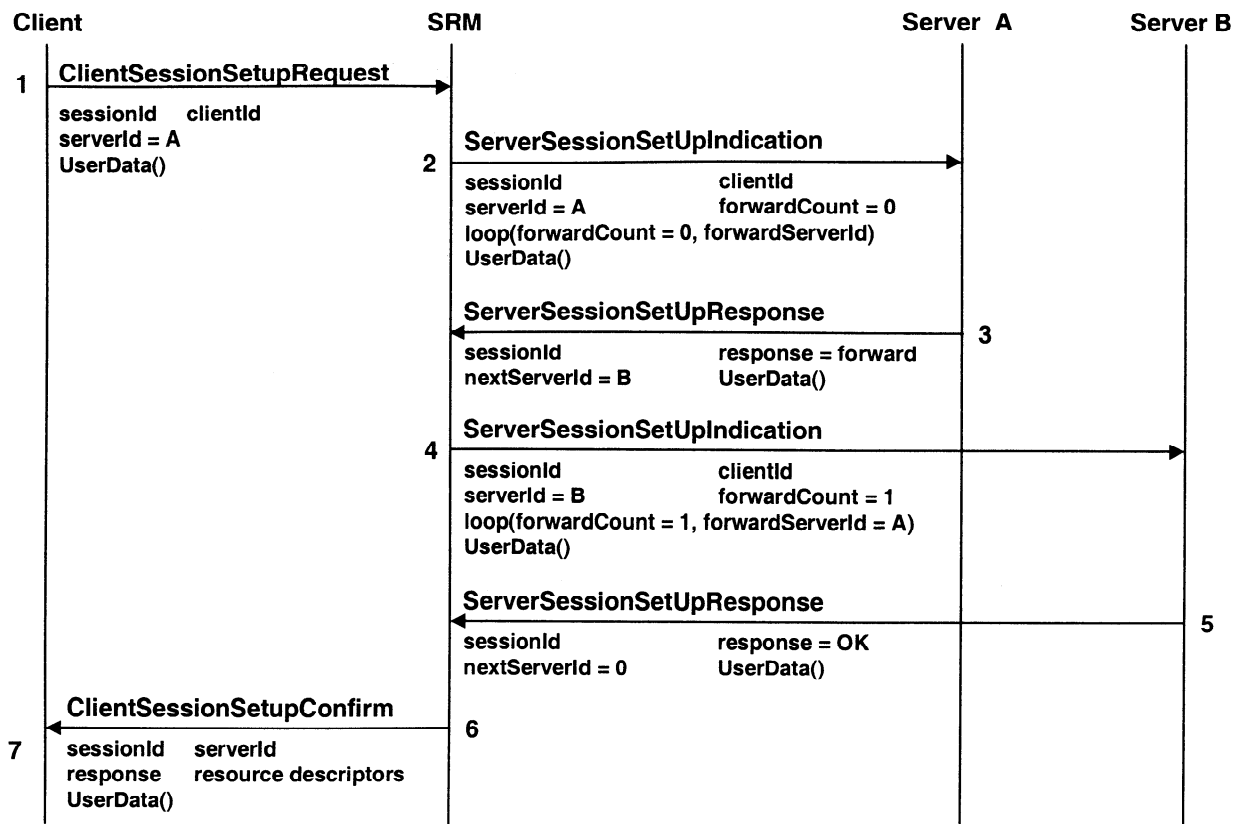 Client SRM Server A Server B
1 ClientSessionSetupRequest
sessionId clientId
serverId = A
UserData()
2 ServerSessionSetUpIndication
sessionId clientId
serverId = A forwardCount = 0
loop(forwardCount = 0, forwardServerId)
UserData()
ServerSessionSetUpResponse 3
sessionId response = forward
nextServerId = B UserData()
4 ServerSessionSetUpIndication
sessionId clientId
serverId = B forwardCount = 1
loop(forwardCount = 1, forwardServerId = A)
UserData()
ServerSessionSetUpResponse 5
sessionId response = OK
nextServerId = 0 UserData()
ClientSessionSetupConfirm 6
7 sessionId serverId
response resource descriptors
UserData()